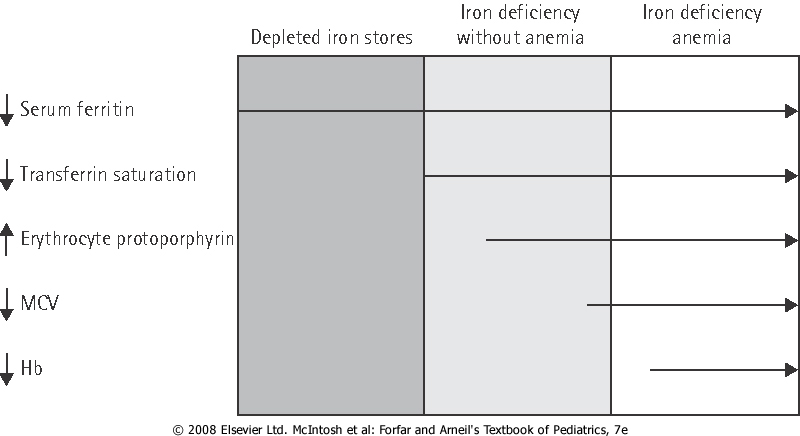 Depleted iron stores
Iron deficiency
without anemia
Iron deficiency
anemia
Serum ferritin
Transferrin saturation
Erythrocyte protoporphyrin
MCV
Hb
© 2008 Elsevier Ltd. McIntosh et al: Forfar and Arneil's Textbook of Pediatrics, 7e